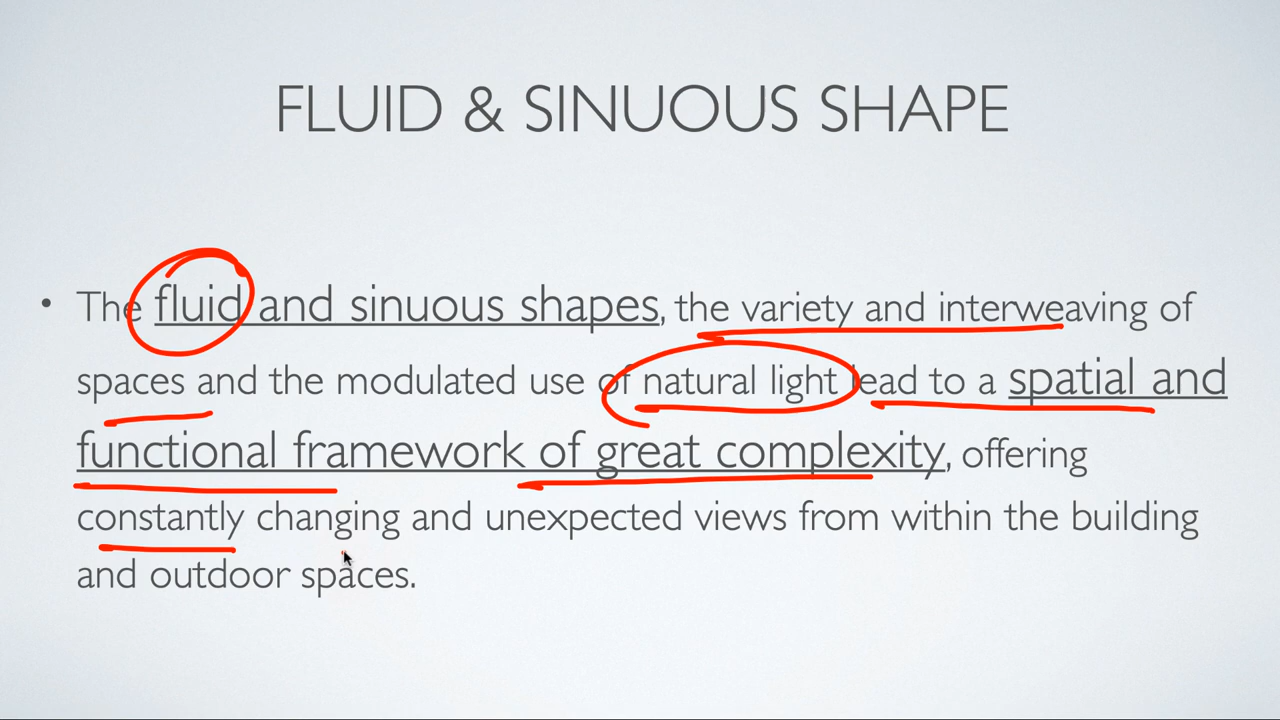 FLUID & SINUOUS SHAPE
• The fluid and sinuous shapes, the variety and interweaving of
spaces and the modulated use of natural light lead to a spatial and
functional framework of great complexity, offering
constantly changing and unexpected views from within the building
and outdoor spaces.